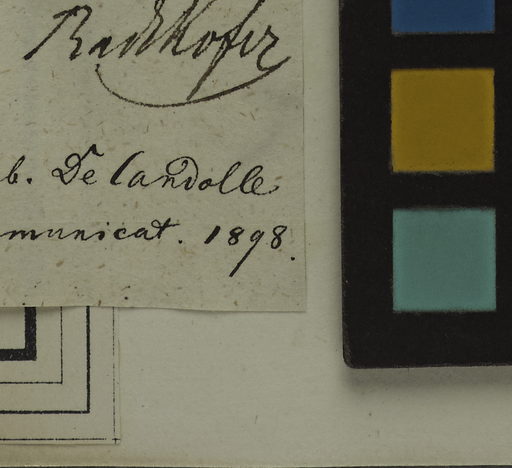 Radlkofer
b. De Candolle
municat. 1898.